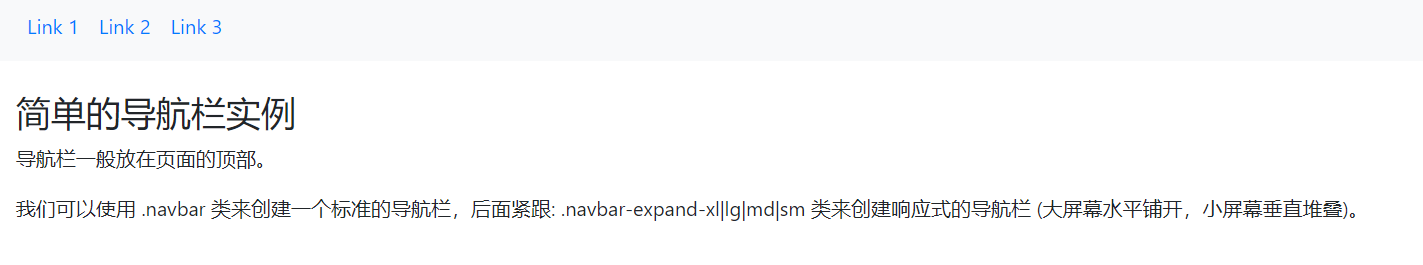 Link 1 Link 2 Link 3
简单的导航栏实例
导航栏一般放在页面的顶部。
我们可以使用 .navbar 类来创建一个标准的导航栏，后面紧跟: .navbar-expand-xl|lg|md|sm 类来创建响应式的导航栏 (大屏幕水平铺开，小屏幕垂直堆叠)。